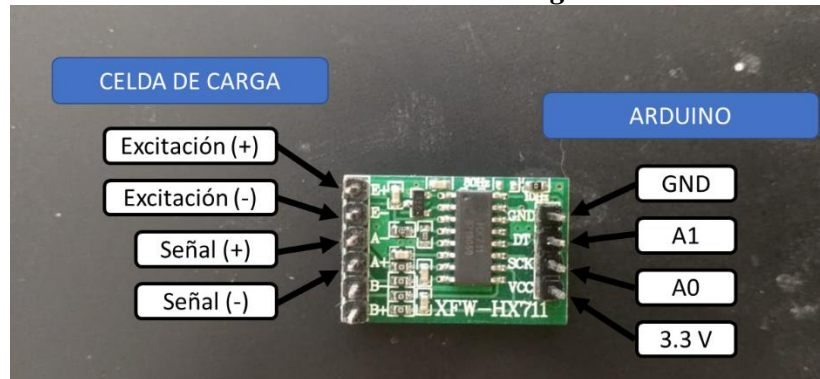 CELDA DE CARGA
Excitación (+)
Excitación (-)
Señal (+)
Señal (-)
E+
E-
A-
A+
B-
B+
XFW-HX711
GND
DT
SCK
VCC
ARDUINO
GND
A1
A0
3.3 V